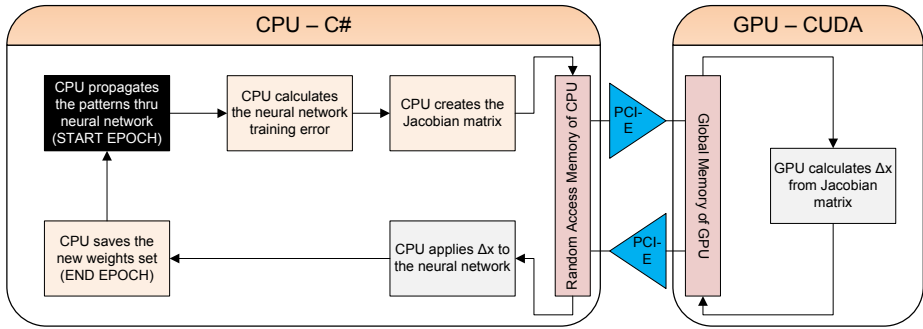 CPU – C#
GPU – CUDA
CPU propagates
the patterns thru
neural network
(START EPOCH)
CPU calculates
the neural network
training error
CPU creates the
Jacobian matrix
Random Access Memory of CPU
PCI-
E
Global Memory
of GPU
GPU calculates Δx
from Jacobian
matrix
PCI-
E
CPU applies Δx to
the neural network
CPU saves the
new weights set
(END EPOCH)